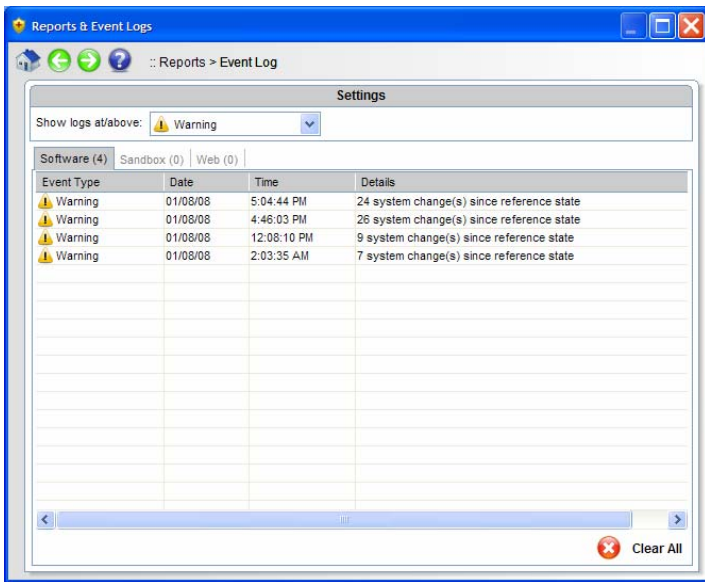 Reports & Event Logs
:: Reports > Event Log
Settings
Show logs at/above: Warning
Software (4) Sandbox (0) Web (0)
Event Type Date Time Details
Warning 01/08/08 5:04:44 PM 24 system change(s) since reference state
Warning 01/08/08 4:46:03 PM 26 system change(s) since reference state
Warning 01/08/08 12:08:10 PM 9 system change(s) since reference state
Warning 01/08/08 2:03:35 AM 7 system change(s) since reference state
Clear All